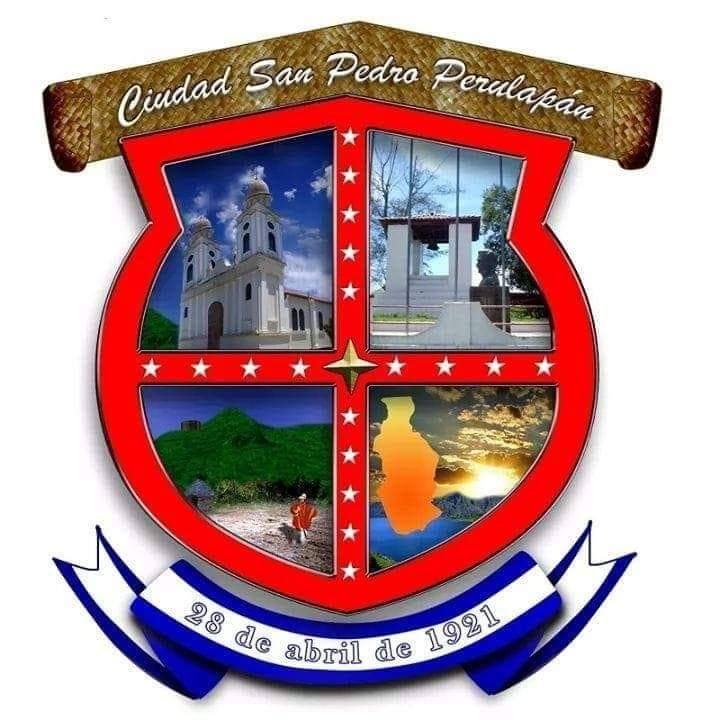 Ciudad San Pedro Perulapán
28 de abril de 1921